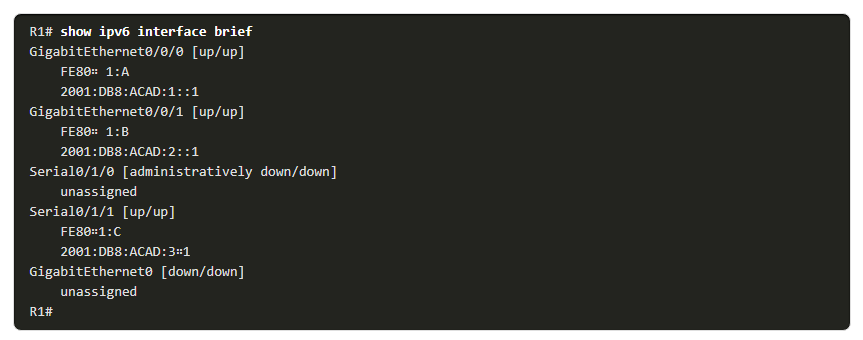 R1# show ipv6 interface brief
GigabitEthernet0/0/0 [up/up]
FE80∷ 1:A
2001:DB8:ACAD:1::1
GigabitEthernet0/0/1 [up/up]
FE80∷ 1:B
2001:DB8:ACAD:2::1
Serial0/1/0 [administratively down/down]
unassigned
Serial0/1/1 [up/up]
FE80∷1:C
2001:DB8:ACAD:3∷1
GigabitEthernet0 [down/down]
unassigned
R1#